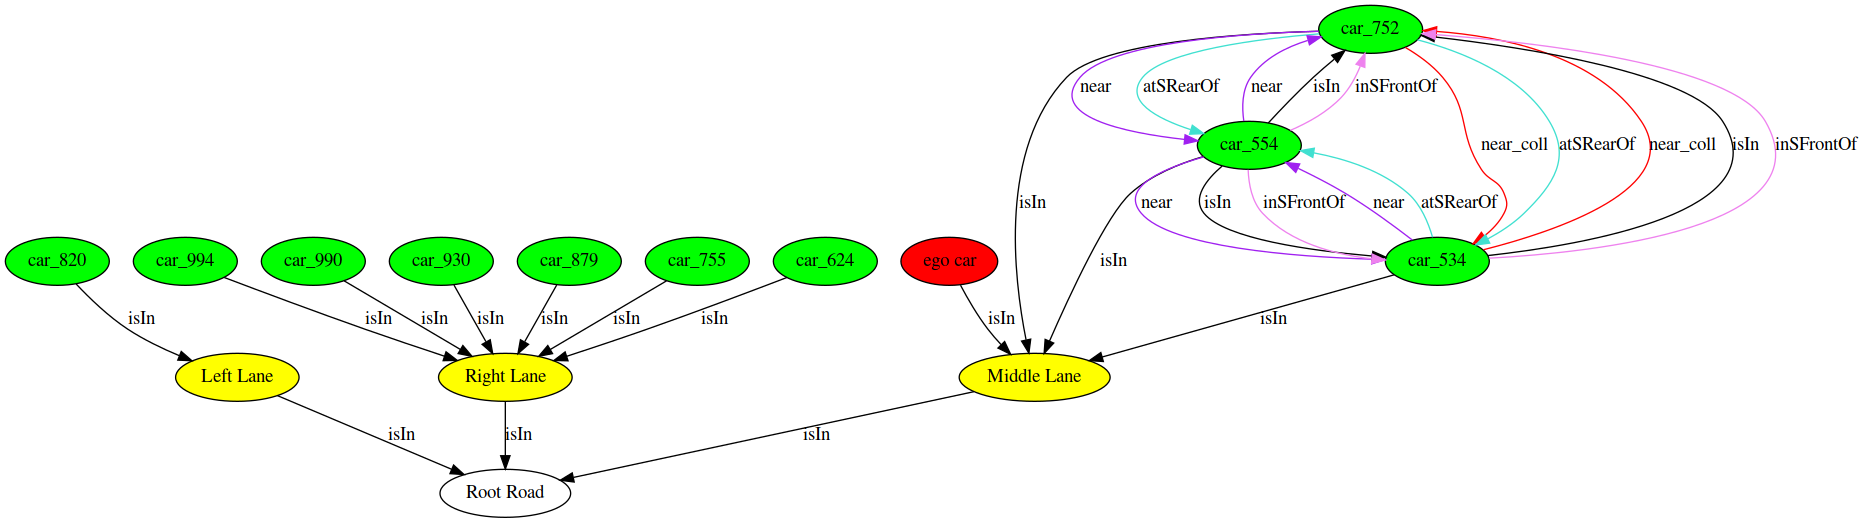 car_752
near
atSRearOf
near
isIn
inSFrontOf
car_554
near_coll
atSRearOf
near_coll
isIn
inSFrontOf
isIn
near
isIn
inSFrontOf
near
atSRearOf
car_820
car_994
car_990
car_930
car_879
car_755
car_624
ego car
isIn
car_534
isIn
isIn
isIn
isIn
isIn
isIn
isIn
isIn
isIn
Left Lane
Right Lane
Middle Lane
isIn
isIn
isIn
Root Road